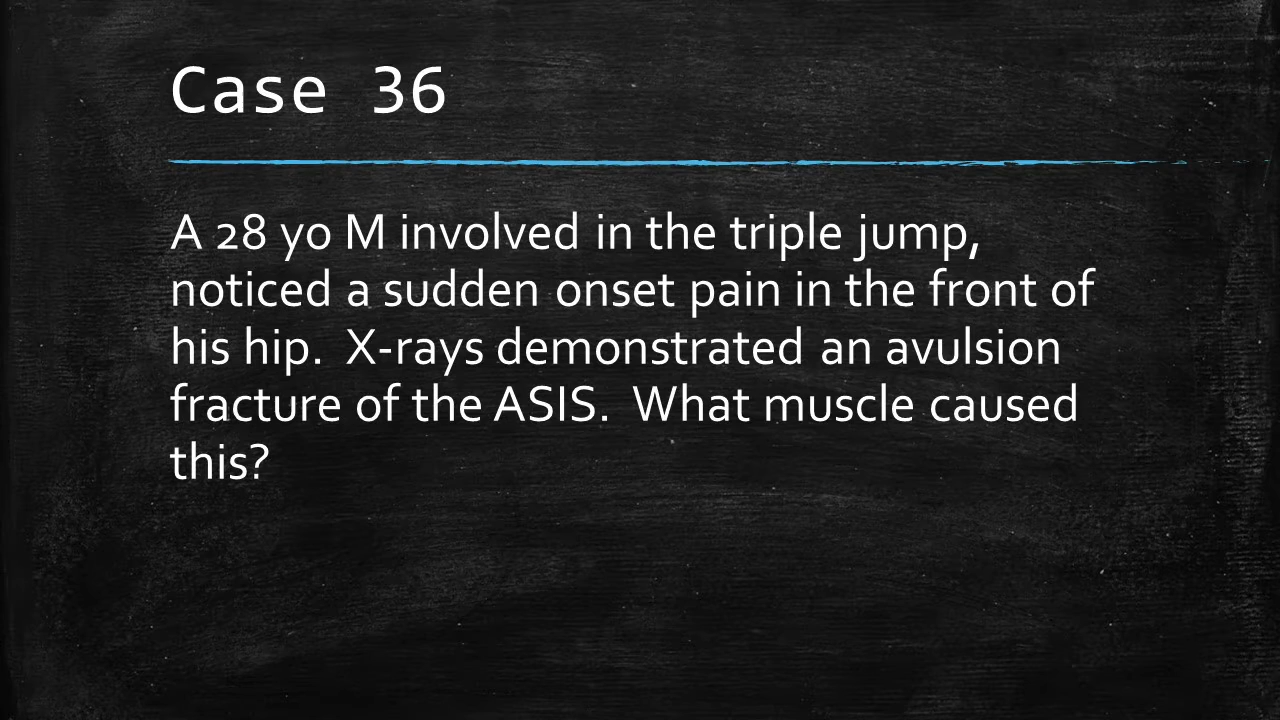 Case 36
A 28 yo M involved in the triple jump,
noticed a sudden onset pain in the front of
his hip.  X-rays demonstrated an avulsion
fracture of the ASIS.  What muscle caused
this?